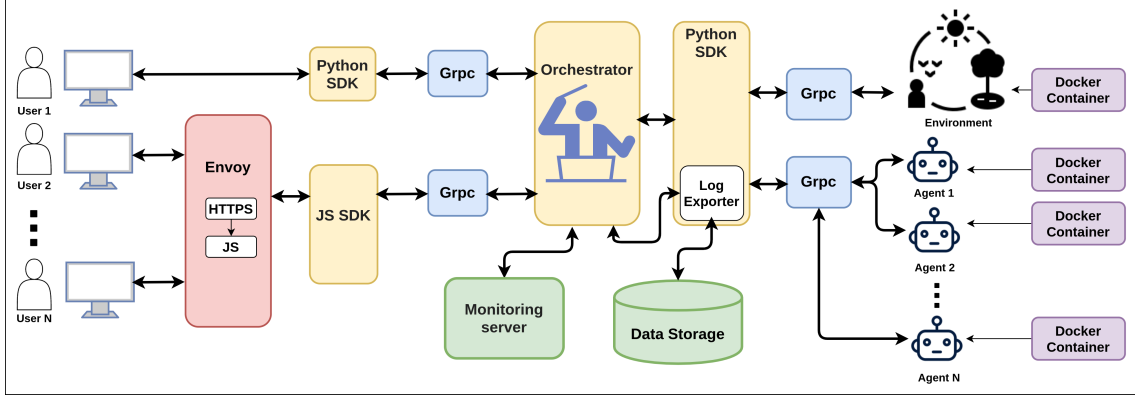 User 1
User 2
User N
Envoy
HTTPS
JS
Python
SDK
JS SDK
Grpc
Grpc
Orchestrator
Monitoring
server
Python
SDK
Log
Exporter
Data Storage
Grpc
Grpc
Environment
Agent 1
Agent 2
Agent N
Docker
Container
Docker
Container
Docker
Container
Docker
Container